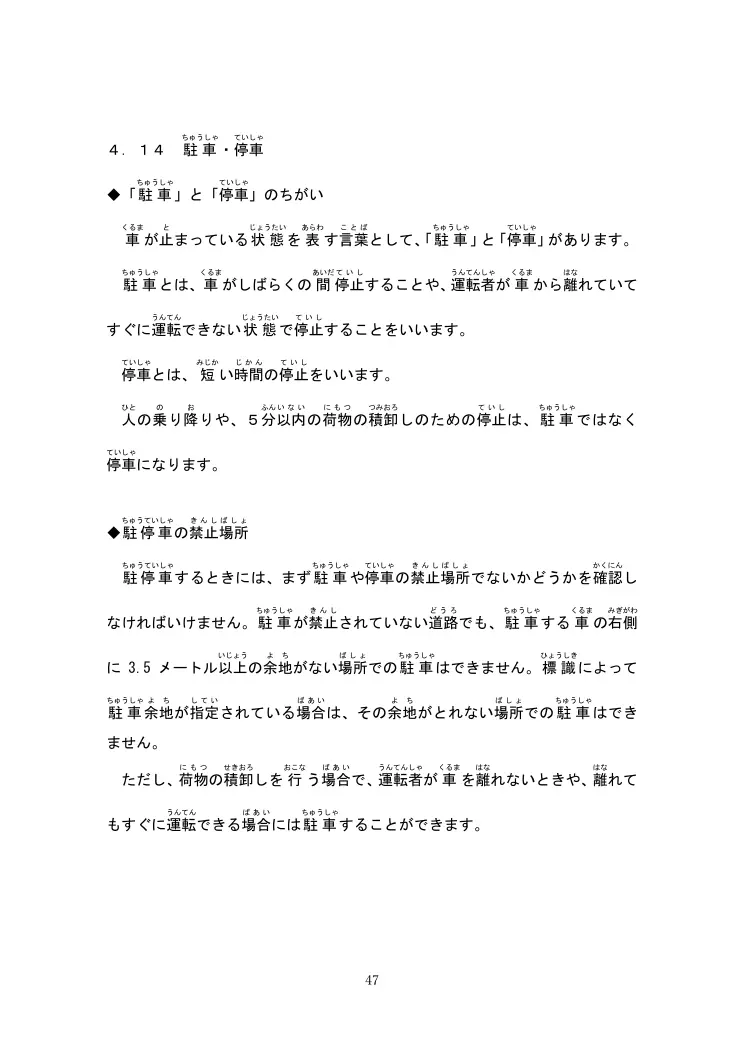 ４．１４　駐車・停車
◆「駐車」と「停車」のちがい
車が止まっている状態を表す言葉として、「駐車」と「停車」があります。
駐車とは、車がしばらくの間停止することや、運転者が車から離れていて
すぐに運転できない状態で停止することをいいます。
停車とは、短い時間の停止をいいます。
人の乗り降りや、５分以内の荷物の積卸しのための停止は、駐車ではなく
停車になります。
◆駐停車の禁止場所
駐停車するときには、まず駐車や停車の禁止場所でないかどうかを確認し
なければいけません。駐車が禁止されていない道路でも、駐車する車の右側
に 3.5 メートル以上の余地がない場所での駐車はできません。標識によって
駐車余地が指定されている場合は、その余地がとれない場所での駐車はでき
ません。
ただし、荷物の積卸しを行う場合で、運転者が車を離れないときや、離れて
もすぐに運転できる場合には駐車することができます。
47